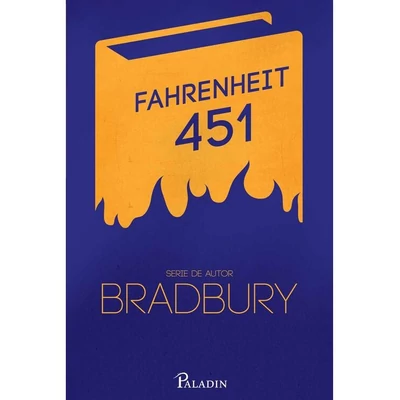 FAHRENHEIT
451
SERIE DE AUTOR
BRADBURY
PALADIN